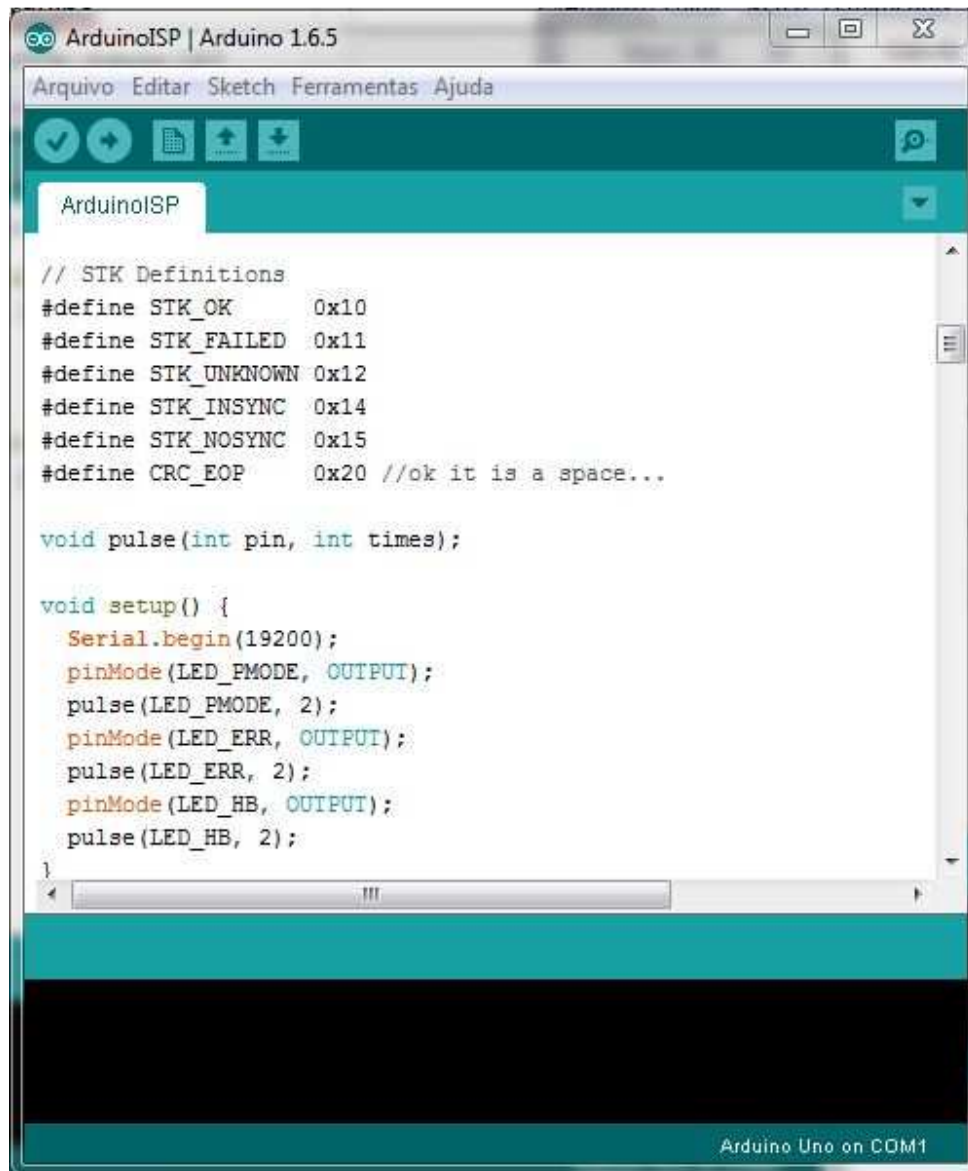 ArduinoISP | Arduino 1.6.5
Arquivo Editar Sketch Ferramentas Ajuda
ArduinoISP
// STK Definitions
#define STK_OK 0x10
#define STK_FAILED 0x11
#define STK_UNKNOWN 0x12
#define STK_INSYNC 0x14
#define STK_NOSYNC 0x15
#define CRC_EOP 0x20 //ok it is a space...
void pulse(int pin, int times);
void setup() {
Serial.begin(19200);
pinMode(LED_PMODE, OUTPUT);
pulse(LED_PMODE, 2);
pinMode(LED_ERR, OUTPUT);
pulse(LED_ERR, 2);
pinMode(LED_HB, OUTPUT);
pulse(LED_HB, 2);
}
Arduino Uno on COM1